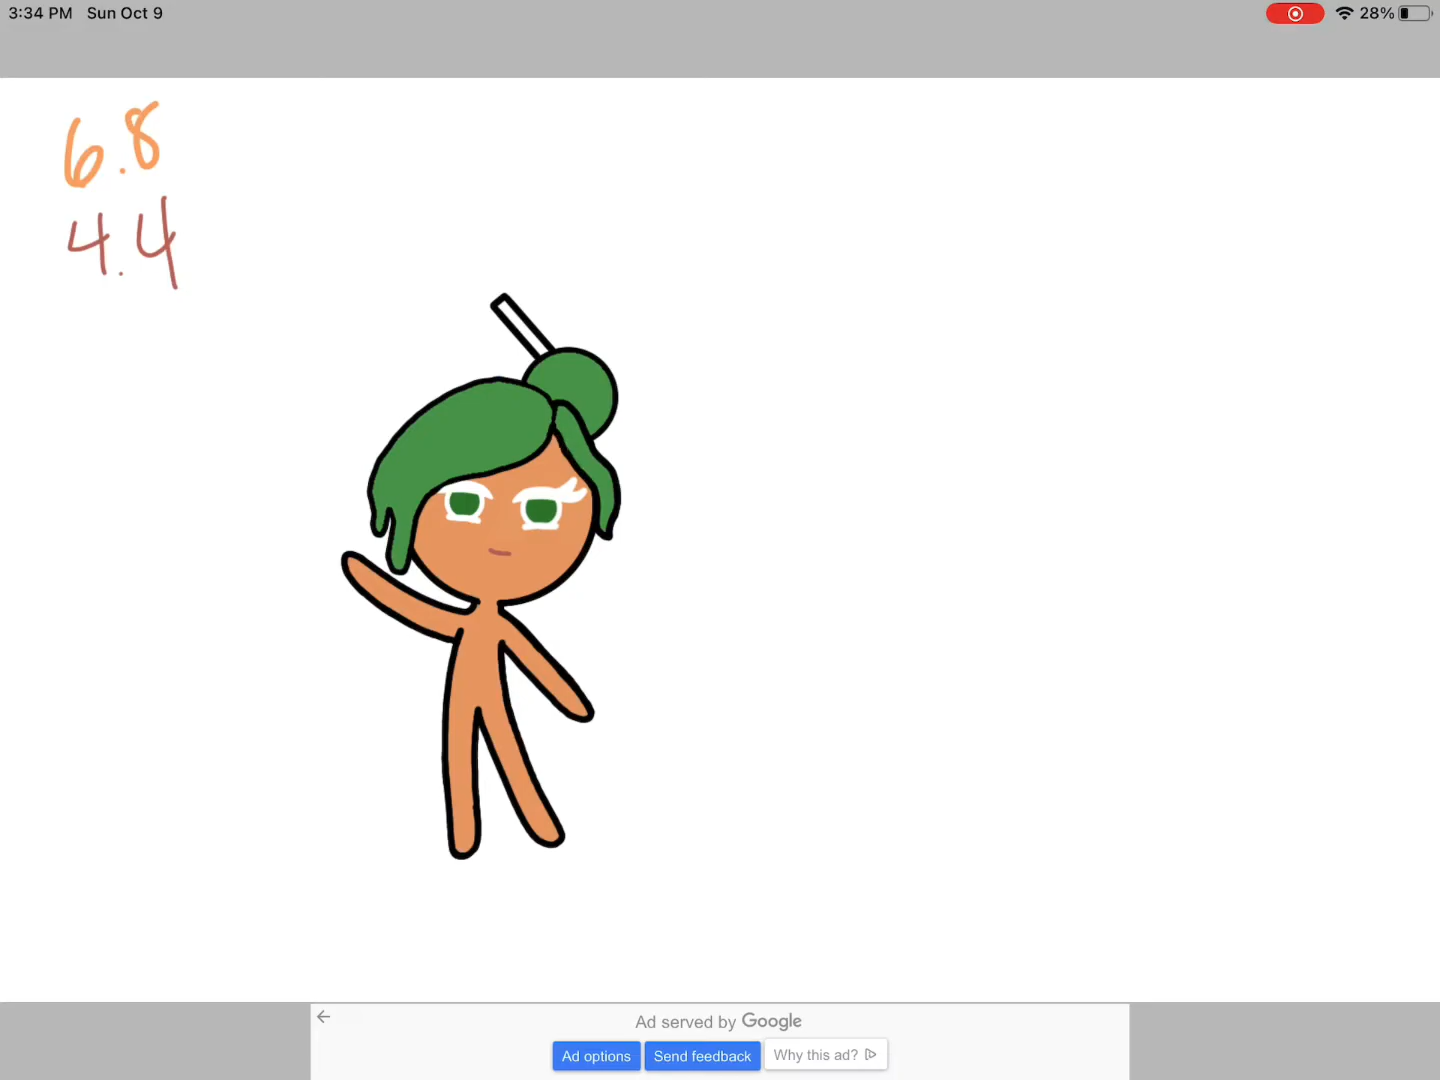 3:34 PM Sun Oct 9 28%
6.8
4.4
Ad served by Google
Ad options Send feedback Why this ad?